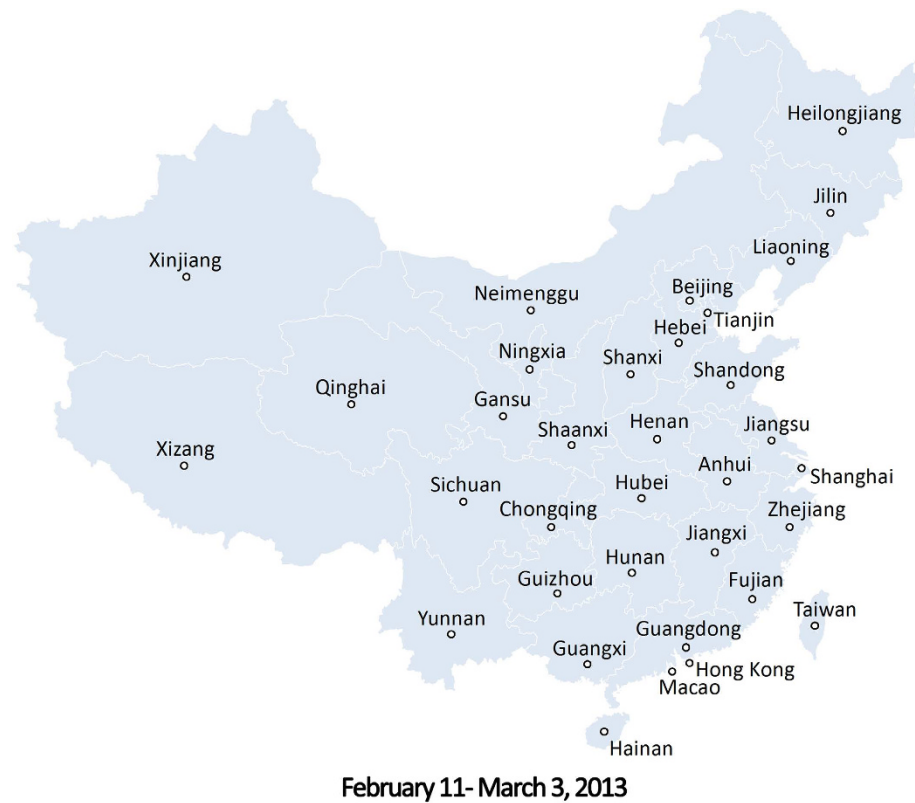 Heilongjiang
Jilin
Liaoning
Xinjiang
Beijing
Neimenggu
Tianjin
Hebei
Ningxia
Shanxi
Shandong
Qinghai
Gansu
Henan
Jiangsu
Shaanxi
Xizang
Anhui
Shanghai
Sichuan
Hubei
Chongqing
Zhejiang
Jiangxi
Hunan
Guizhou
Fujian
Taiwan
Yunnan
Guangdong
Guangxi
Hong Kong
Macao
Hainan
February 11- March 3, 2013